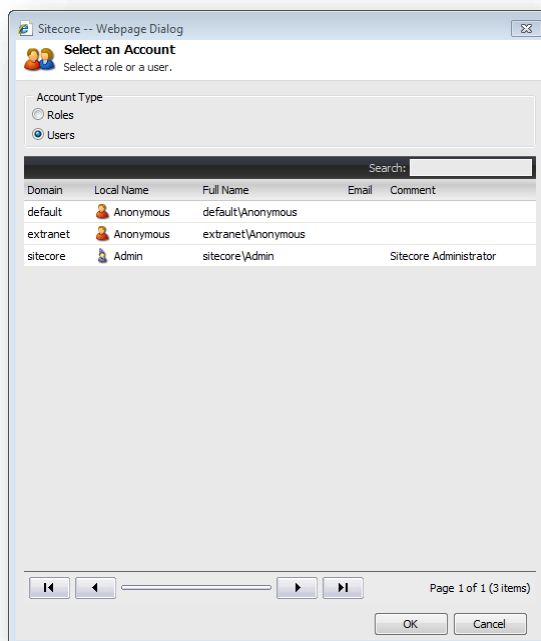 Sitecore -- Webpage Dialog
Select an Account
Select a role or a user.
Account Type
Roles
Users
Search:
Domain Local Name Full Name Email Comment
default Anonymous default\Anonymous
extranet Anonymous extranet\Anonymous
sitecore Admin sitecore\Admin Sitecore Administrator
Page 1 of 1 (3 items)
OK Cancel